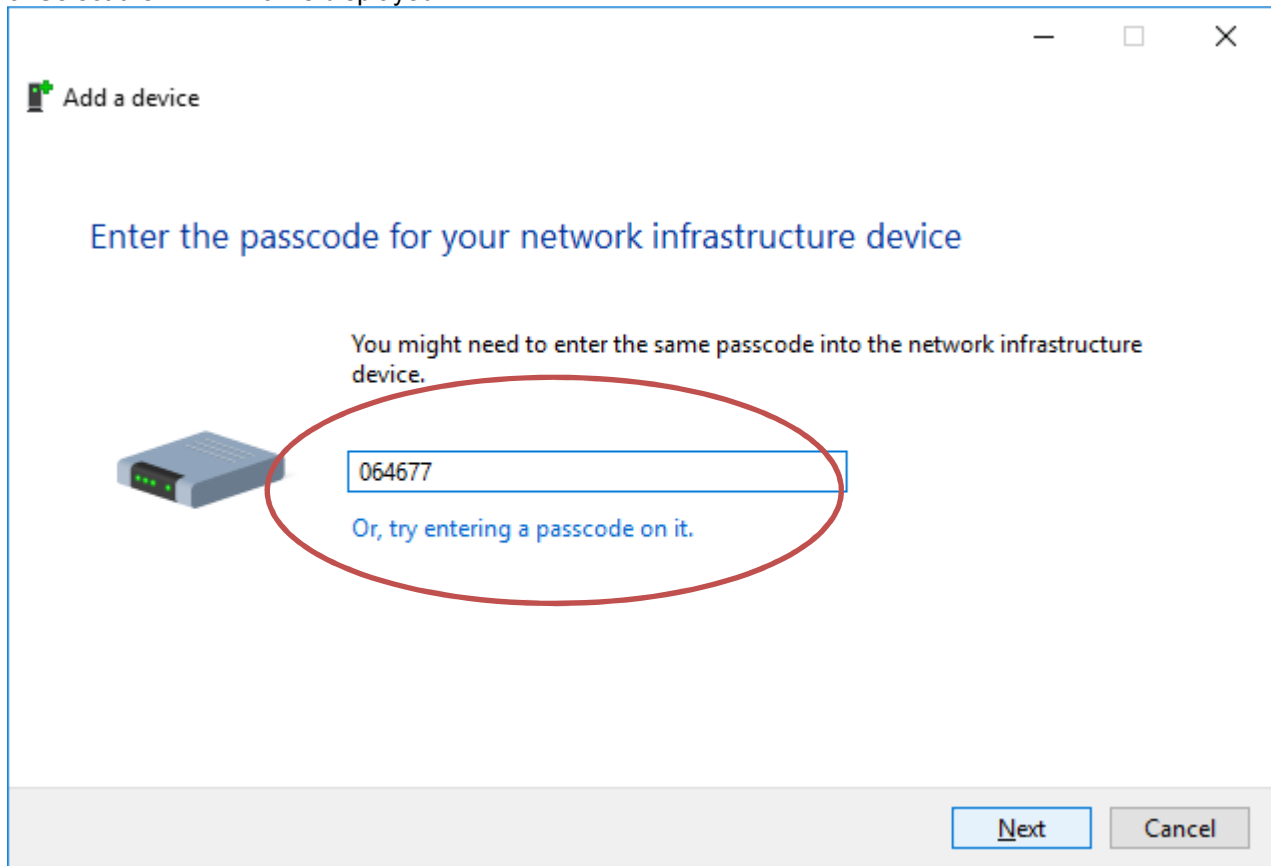 Add a device
Enter the passcode for your network infrastructure device
You might need to enter the same passcode into the network infrastructure
device.
064677
Or, try entering a passcode on it.
Next
Cancel